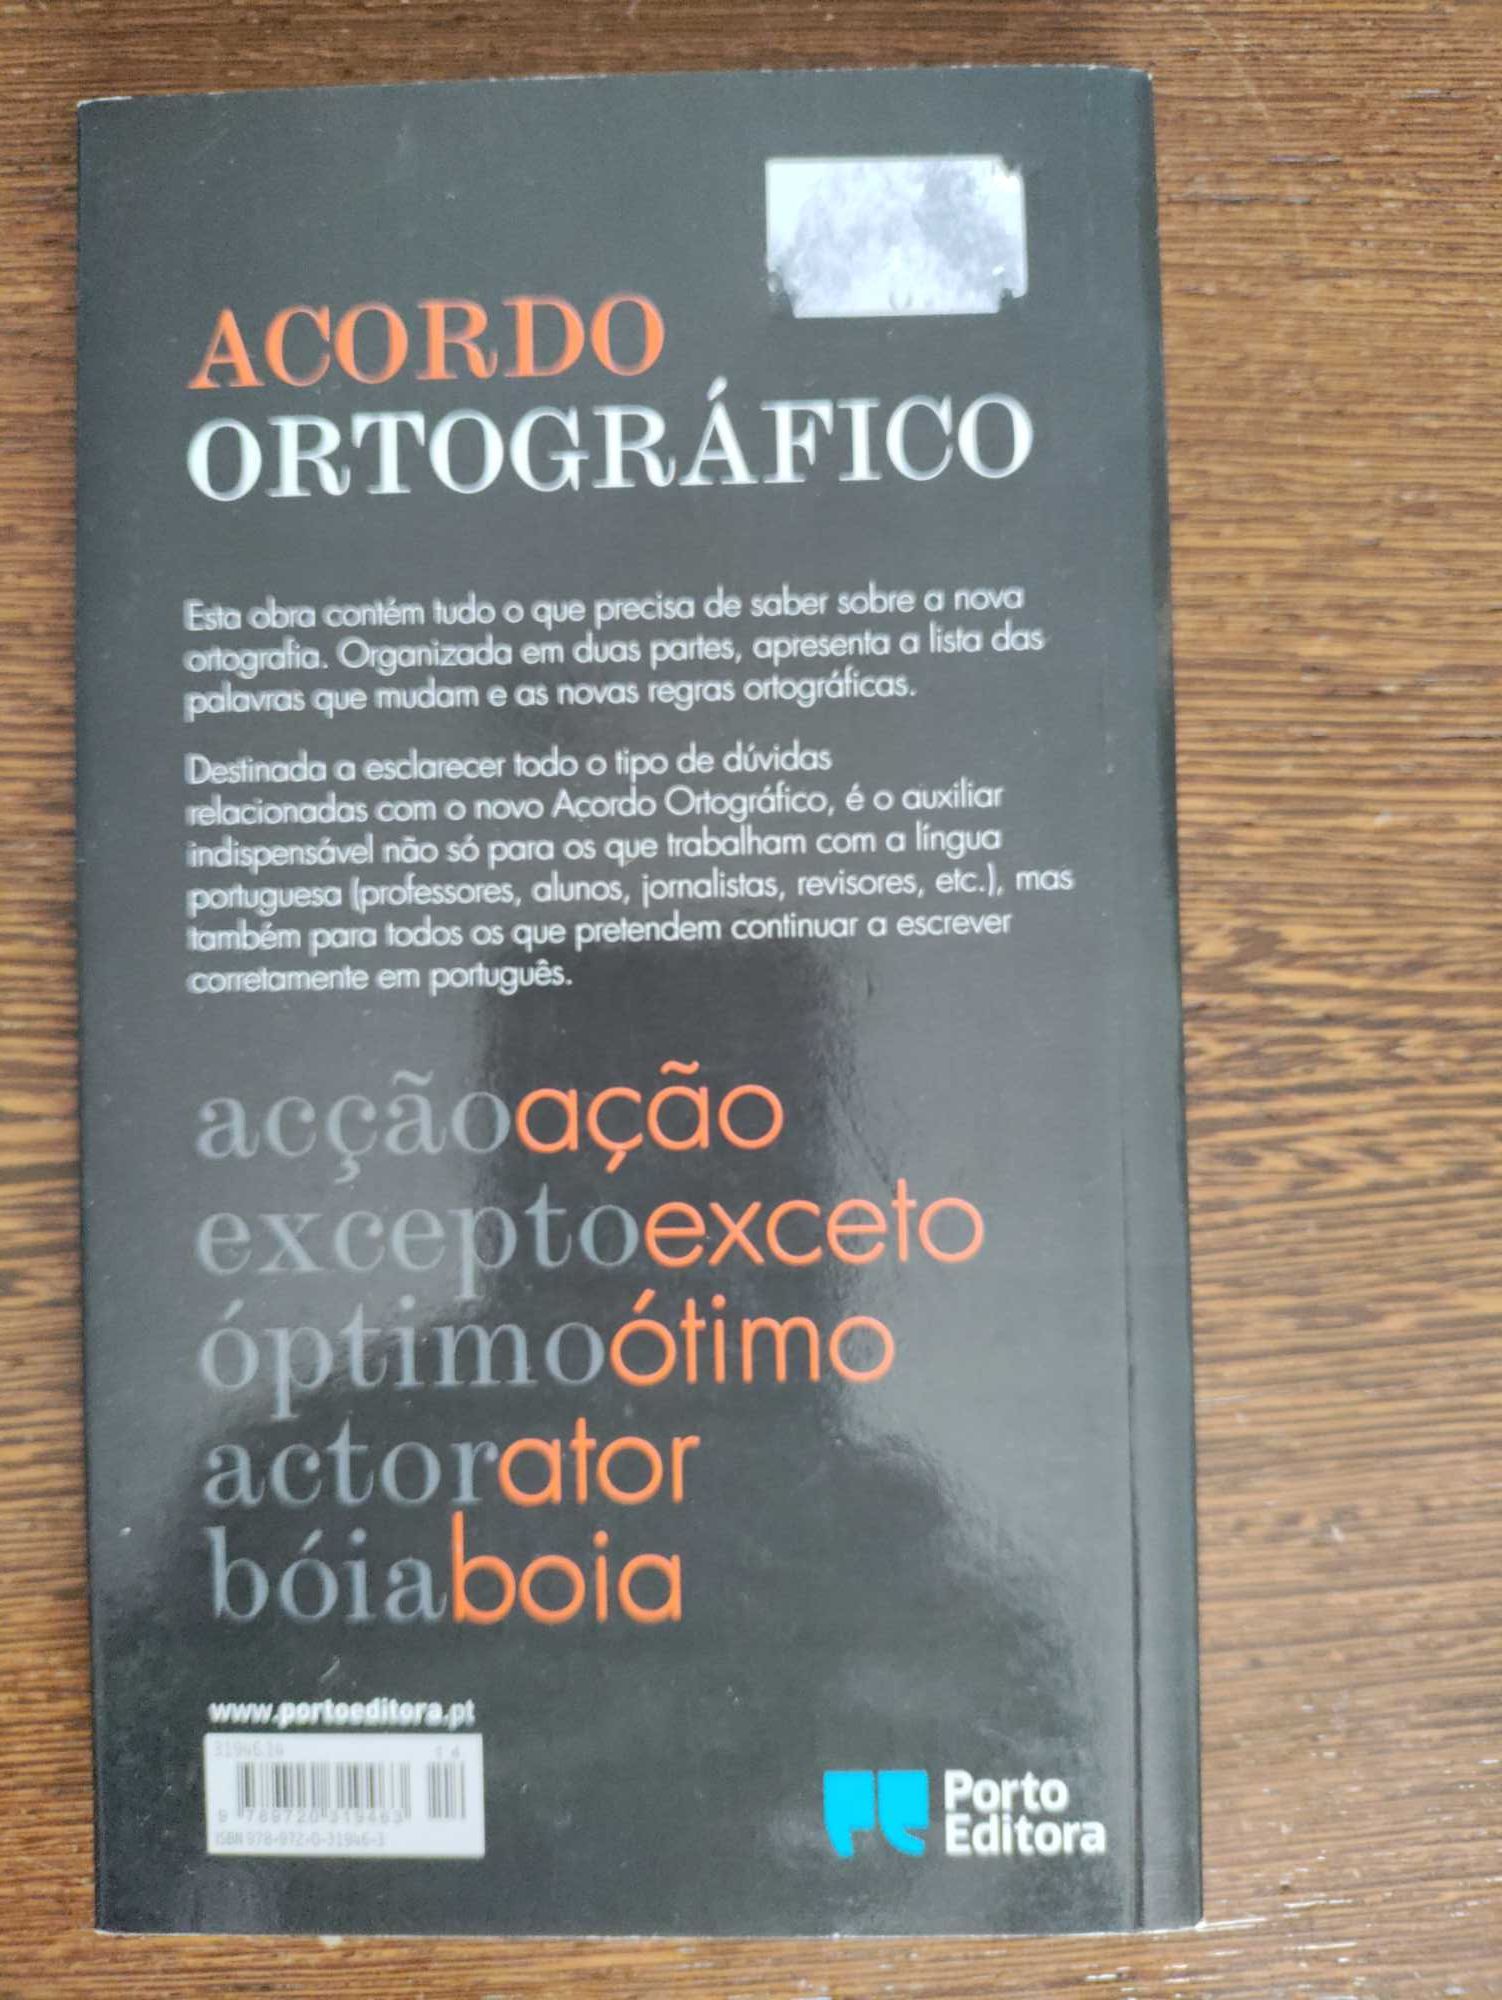 ACORDO
ORTOGRÁFICO
Esta obra contém tudo o que precisa de saber sobre a nova
ortografia. Organizada em duas partes, apresenta a lista das
palavras que mudam e as novas regras ortográficas.
Destinada a esclarecer todo o tipo de dúvidas
relacionadas com o novo Acordo Ortográfico, é o auxiliar
indispensável não só para os que trabalham com a língua
portuguesa (professores, alunos, jornalistas, revisores, etc.), mas
também para todos os que pretendem continuar a escrever
corretamente em português.
acçãoação
exceptoexceto
óptimoótimo
actorator
bóiaboia
www.portoeditora.pt
9 789720 319463
ISBN 978-972-0-31946-3
Porto
Editora